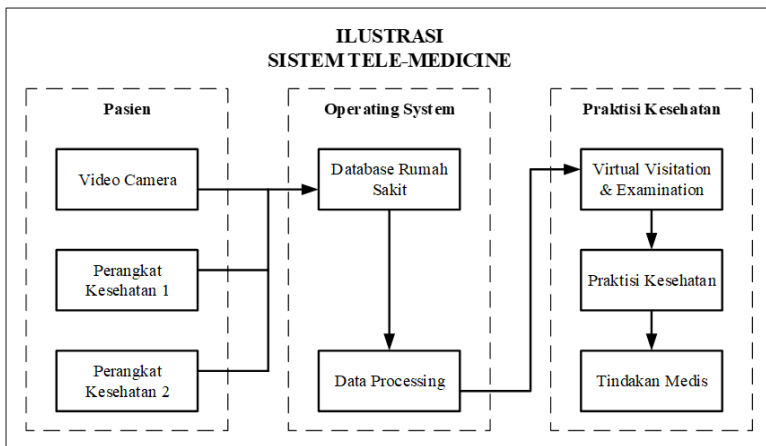 ILUSTRASI
SISTEM TELE-MEDICINE
Pasien
Video Camera
Perangkat
Kesehatan 1
Perangkat
Kesehatan 2
Operating System
Database Rumah
Sakit
Data Processing
Praktisi Kesehatan
Virtual Visitation
& Examination
Praktisi Kesehatan
Tindakan Medis